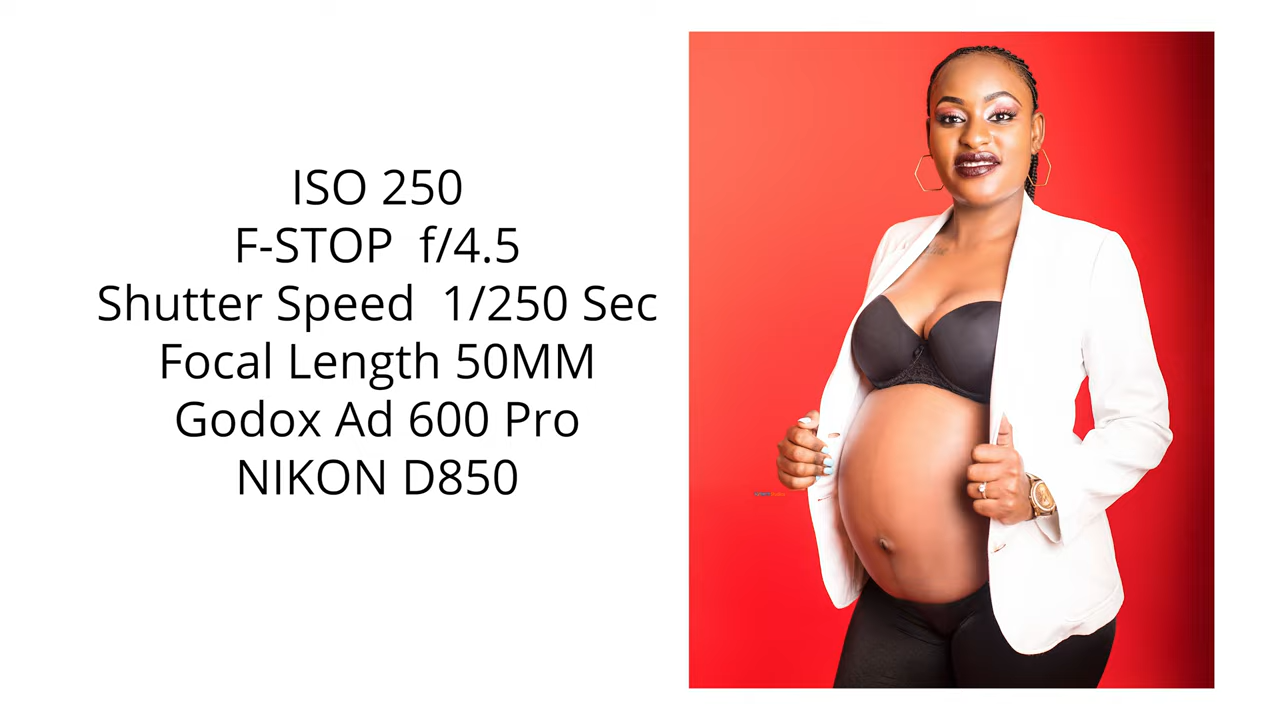 ISO 250
F-STOP f/4.5
Shutter Speed 1/250 Sec
Focal Length 50MM
Godox Ad 600 Pro
NIKON D850